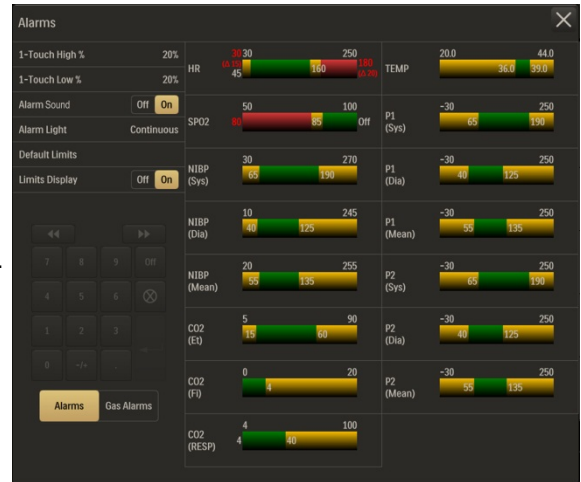 Alarms
1-Touch High % 20%
1-Touch Low % 20%
Alarm Sound Off On
Alarm Light Continuous
Default Limits
Limits Display Off On
7 8 9 Off
4 5 6
1 2 3
0 -/+ .
Alarms Gas Alarms
HR 30 30 250 180
(Δ 25) 45 160 (Δ 20)
SPO2 50 100
80 85 Off
NIBP (Sys) 30 270
65 190
NIBP (Dia) 10 245
40 125
NIBP (Mean) 20 255
55 135
CO2 (Et) 5 90
15 60
CO2 (FI) 0 20
4
CO2 (RESP) 4 100
4 40
TEMP 20.0 44.0
36.0 39.0
P1 (Sys) -30 250
65 190
P1 (Dia) -30 250
40 125
P1 (Mean) -30 250
55 135
P2 (Sys) -30 250
65 190
P2 (Dia) -30 250
40 125
P2 (Mean) -30 250
55 135